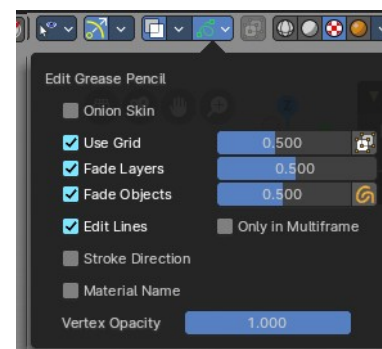 Edit Grease Pencil
Onion Skin
Use Grid 0.500
Fade Layers 0.500
Fade Objects 0.500
Edit Lines Only in Multiframe
Stroke Direction
Material Name
Vertex Opacity 1.000